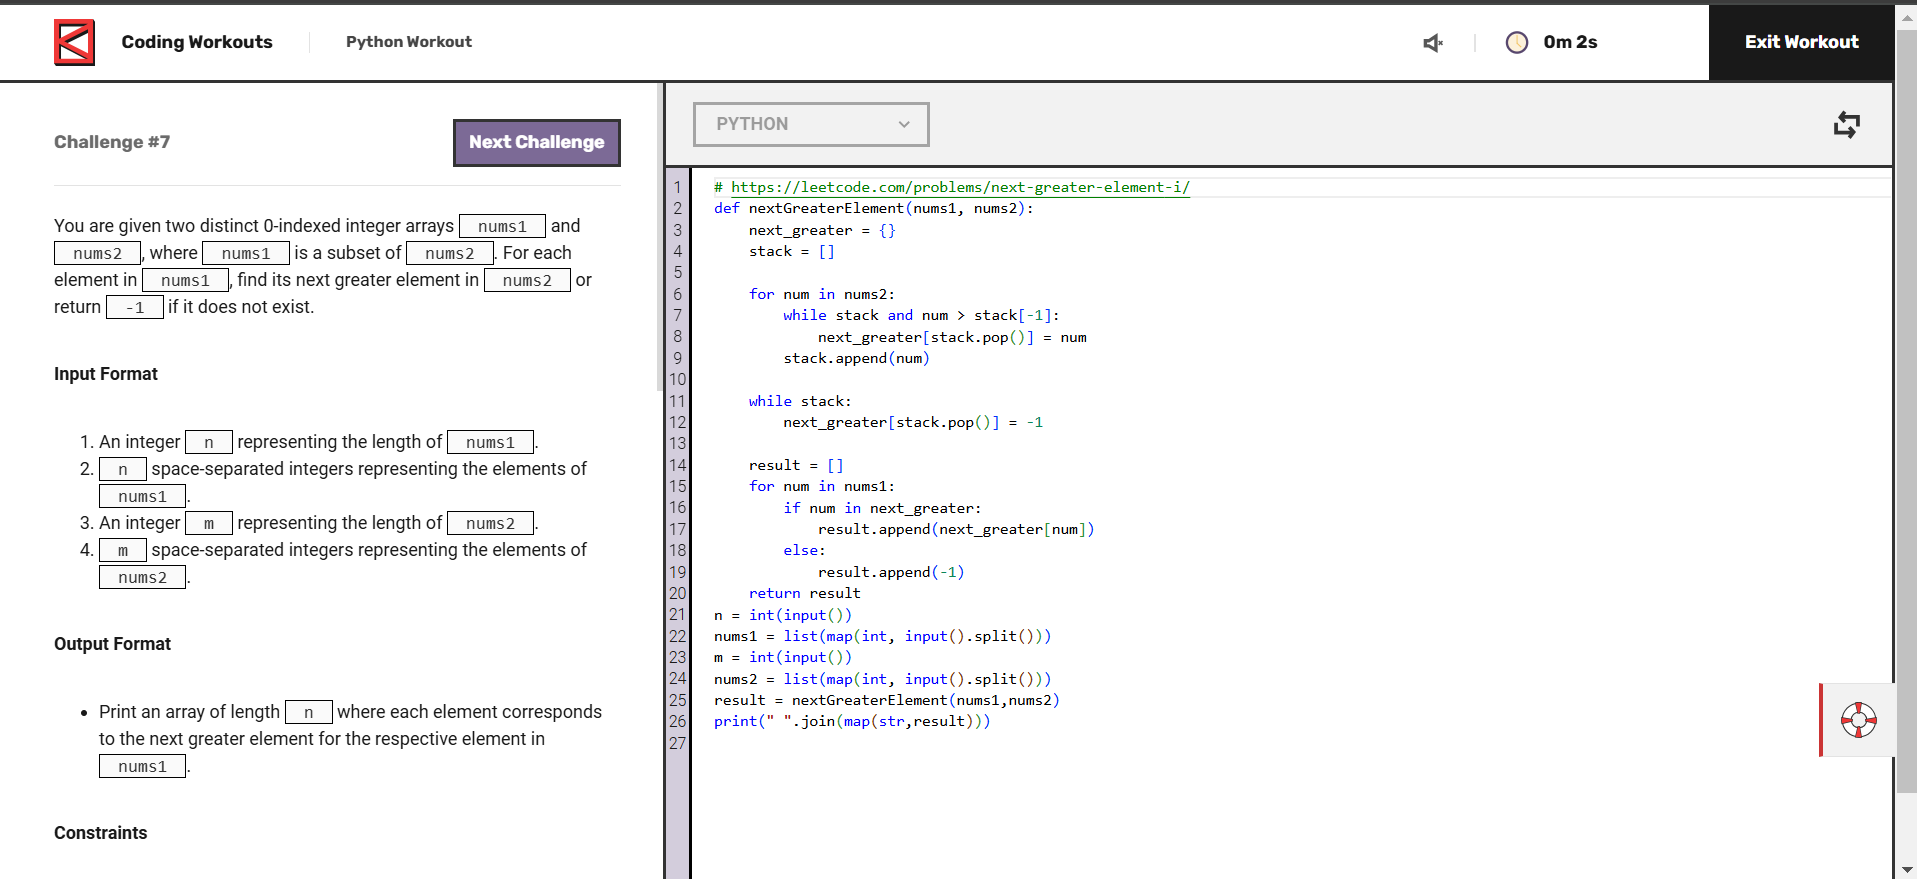 Coding Workouts
Python Workout
0m 2s
Exit Workout
Challenge #7
Next Challenge
You are given two distinct 0-indexed integer arrays nums1 and
nums2, where nums1 is a subset of nums2. For each
element in nums1, find its next greater element in nums2 or
return -1 if it does not exist.
Input Format
1. An integer n representing the length of nums1.
2. n space-separated integers representing the elements of
nums1.
3. An integer m representing the length of nums2.
4. m space-separated integers representing the elements of
nums2.
Output Format
• Print an array of length n where each element corresponds
to the next greater element for the respective element in
nums1.
Constraints
PYTHON
1 # https://leetcode.com/problems/next-greater-element-i/
2 def nextGreaterElement(nums1, nums2):
3     next_greater = {}
4     stack = []
5
6     for num in nums2:
7         while stack and num > stack[-1]:
8             next_greater[stack.pop()] = num
9         stack.append(num)
10
11     while stack:
12         next_greater[stack.pop()] = -1
13
14     result = []
15     for num in nums1:
16         if num in next_greater:
17             result.append(next_greater[num])
18         else:
19             result.append(-1)
20     return result
21 n = int(input())
22 nums1 = list(map(int, input().split()))
23 m = int(input())
24 nums2 = list(map(int, input().split()))
25 result = nextGreaterElement(nums1,nums2)
26 print(" ".join(map(str,result)))
27